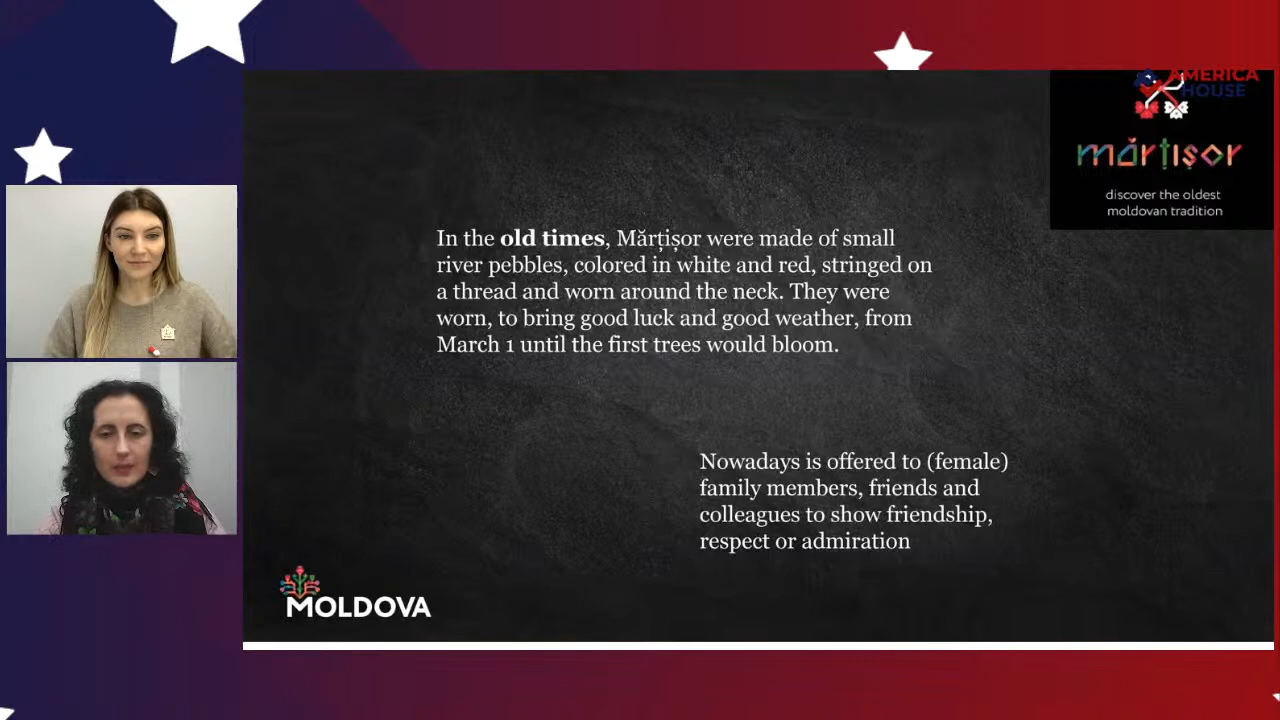 AMERICA
HOUSE
mărțișor
discover the oldest
moldovan tradition
In the old times, Mărțișor were made of small
river pebbles, colored in white and red, stringed on
a thread and worn around the neck. They were
worn, to bring good luck and good weather, from
March 1 until the first trees would bloom.
Nowadays is offered to (female)
family members, friends and
colleagues to show friendship,
respect or admiration
MOLDOVA